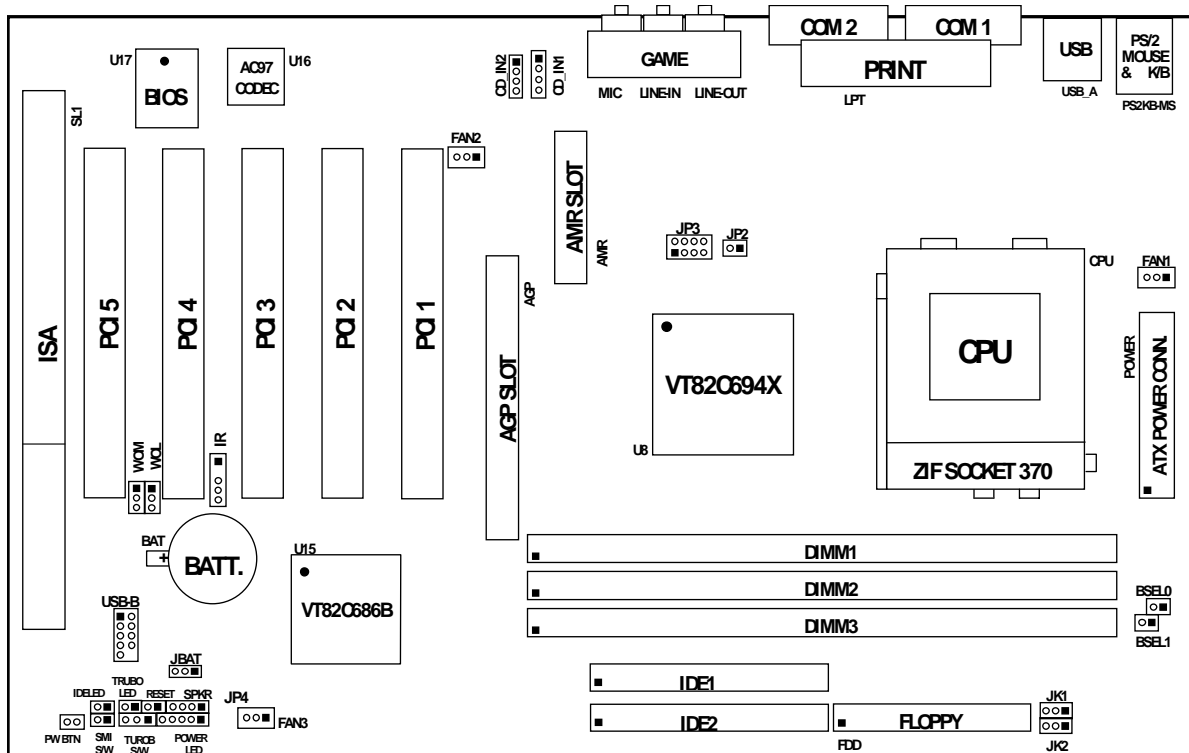 COM 2
COM 1
USB
PS/2
MOUSE
& K/B
GAME
PRINT
U17
BIOS
AC97
CODEC
U16
CD_IN2
CD_IN1
MIC
LINE-IN
LINE-OUT
LPT
USB_A
PS2KB-MS
SL1
FAN2
AMR SLOT
AMR
JP3
JP2
CPU
FAN1
ISA
PCI 5
PCI 4
PCI 3
PCI 2
PCI 1
AGP
AGP SLOT
VT82C694X
U8
CPU
ZIF SOCKET 370
POWER
ATX POWER CONN.
WOM
WOL
IR
BAT
+
BATT.
U15
VT82C686B
DIMM1
DIMM2
DIMM3
BSEL0
BSEL1
USB-B
JBAT
TRUBO
LED
IDELED
RESET
SPKR
JP4
FAN3
PW BTN
SMI
S/W
TUROB
S/W
POWER
LED
IDE1
IDE2
FLOPPY
FDD
JK1
JK2